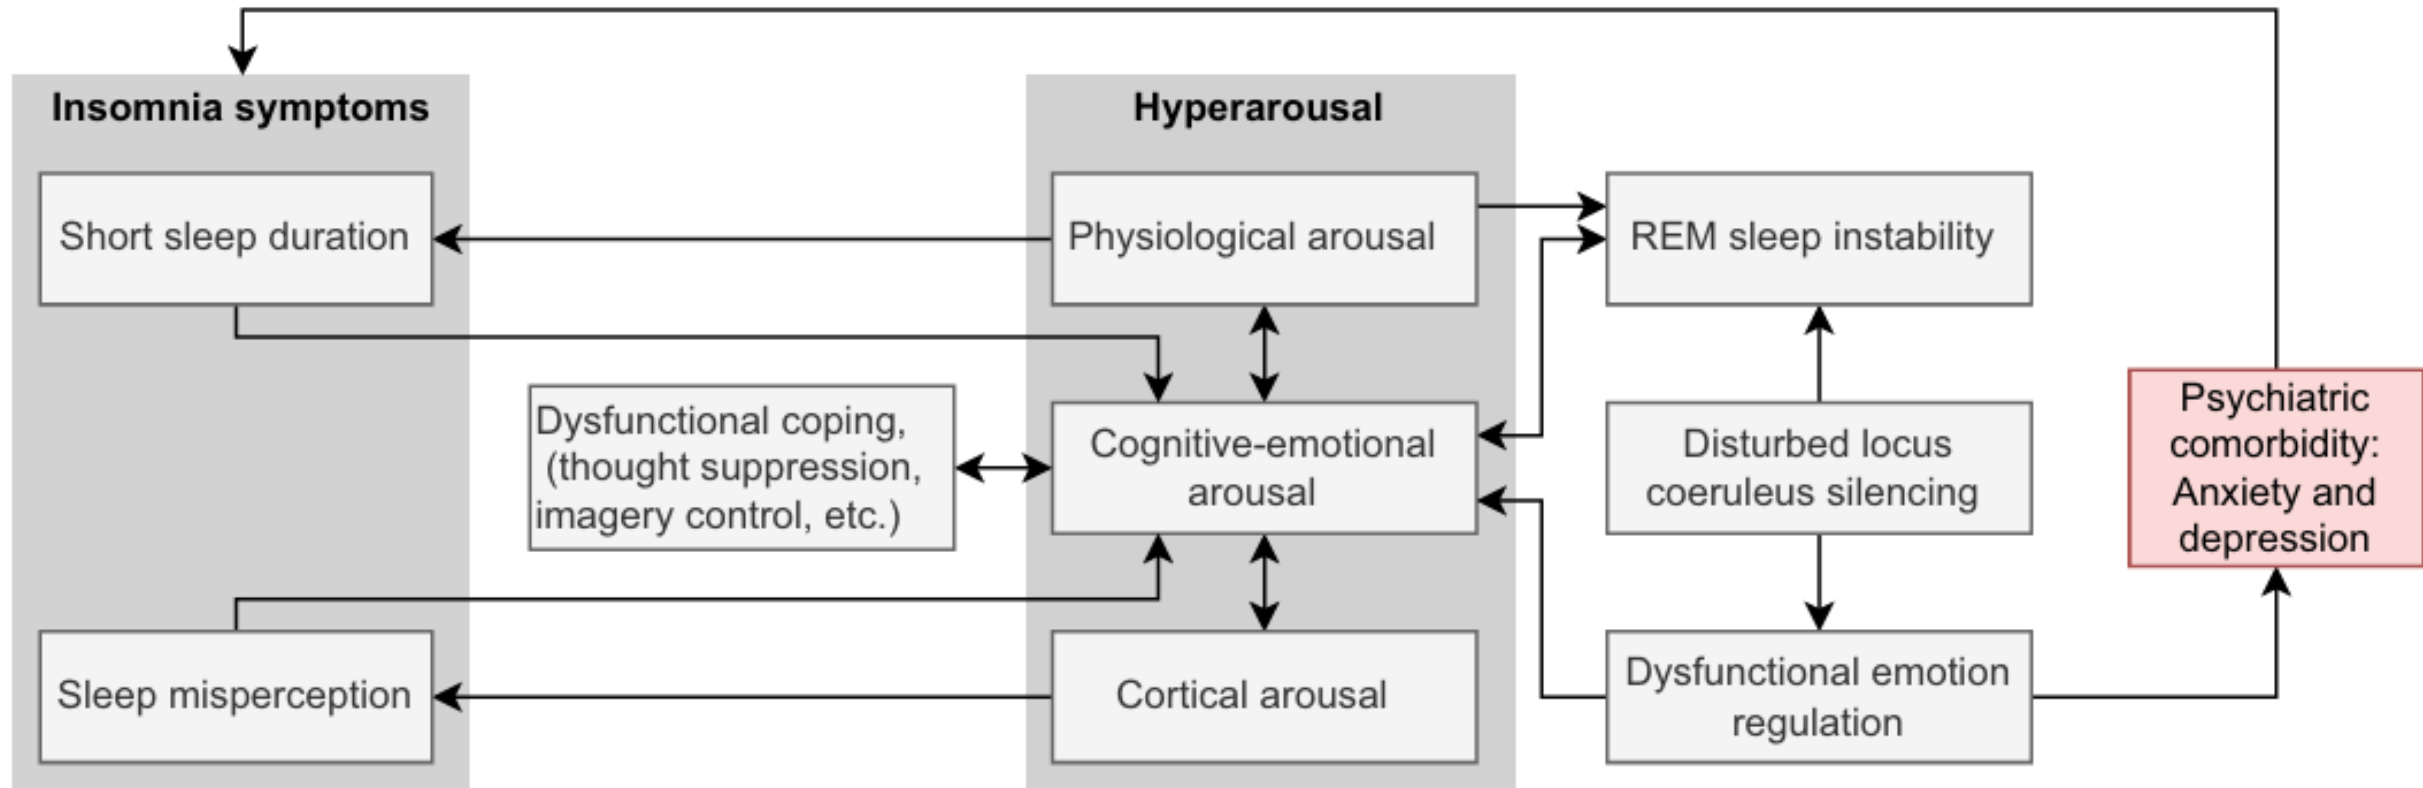 Insomnia symptoms
Hyperarousal
Short sleep duration
Physiological arousal
REM sleep instability
Dysfunctional coping,
(thought suppression,
imagery control, etc.)
Cognitive-emotional
arousal
Disturbed locus
coeruleus silencing
Psychiatric
comorbidity:
Anxiety and
depression
Sleep misperception
Cortical arousal
Dysfunctional emotion
regulation